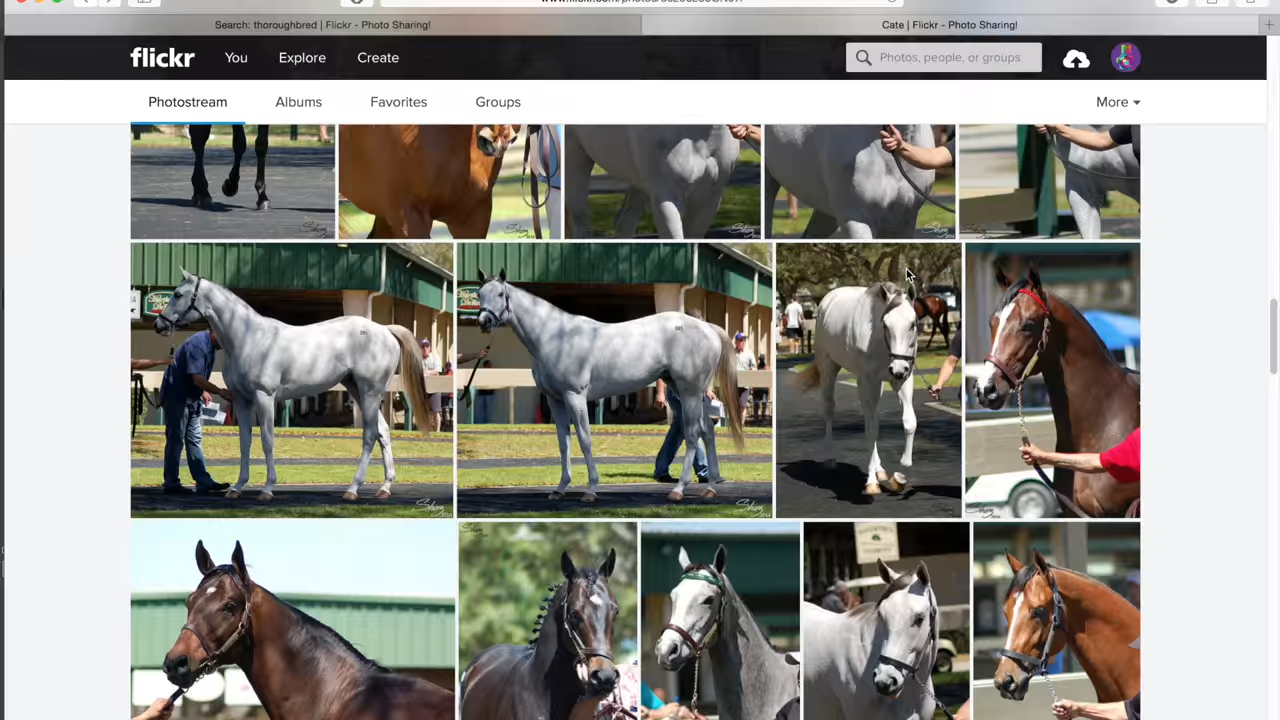 Search: thoroughbred | Flickr - Photo Sharing!
Cate | Flickr - Photo Sharing!
flickr You Explore Create Photos, people, or groups
Photostream Albums Favorites Groups More